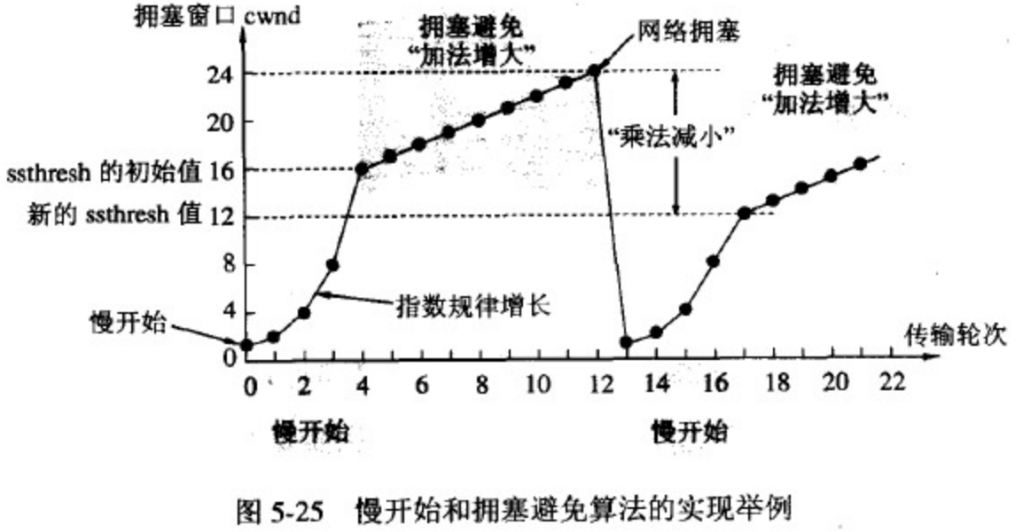 拥塞窗口 cwnd
拥塞避免
“加法增大”
网络拥塞
拥塞避免
“加法增大”
24
20
“乘法减小”
ssthresh 的初始值 16
新的 ssthresh 值 12
8
指数规律增长
4
慢开始
传输轮次
0
0 2 4 6 8 10 12 14 16 18 20 22
慢开始
慢开始
图 5-25 慢开始和拥塞避免算法的实现举例